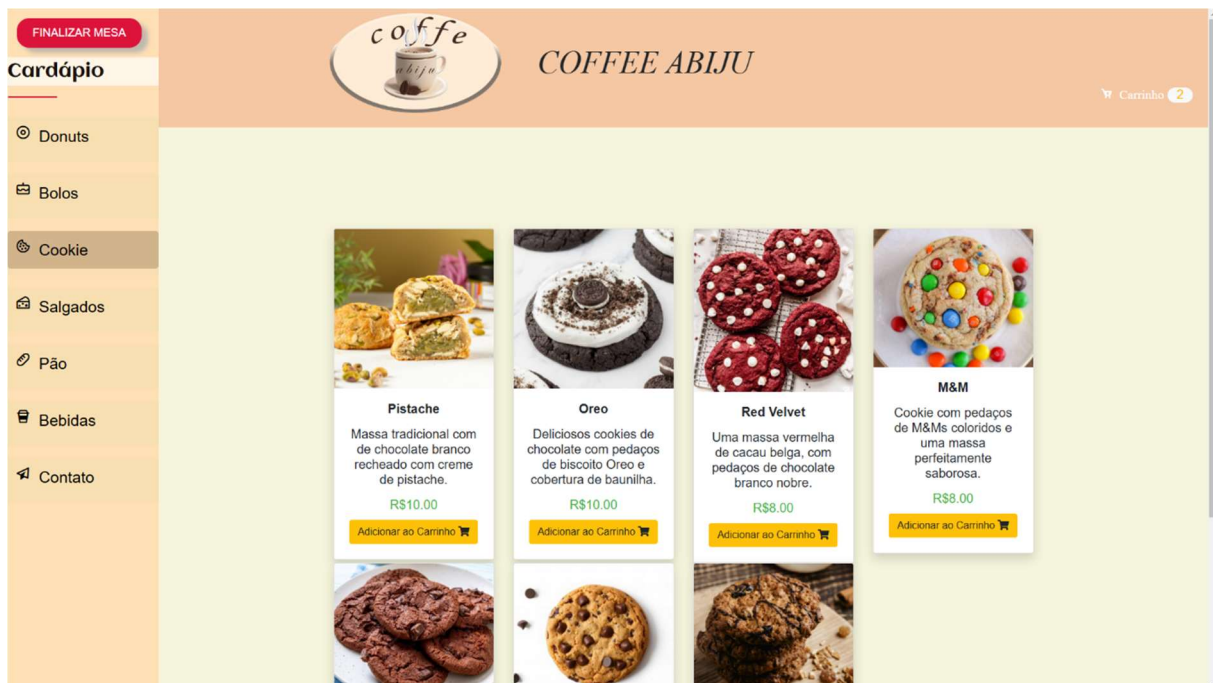 FINALIZAR MESA
Cardápio
Donuts
Bolos
Cookie
Salgados
Pão
Bebidas
Contato
coffe
abiju
COFFEE ABIJU
Carrinho 2
Pistache
Massa tradicional com
de chocolate branco
recheado com creme
de pistache.
R$10.00
Adicionar ao Carrinho
Oreo
Deliciosos cookies de
chocolate com pedaços
de biscoito Oreo e
cobertura de baunilha.
R$10.00
Adicionar ao Carrinho
Red Velvet
Uma massa vermelha
de cacau belga, com
pedaços de chocolate
branco nobre.
R$8.00
Adicionar ao Carrinho
M&M
Cookie com pedaços
de M&Ms coloridos e
uma massa
perfeitamente
saborosa.
R$8.00
Adicionar ao Carrinho